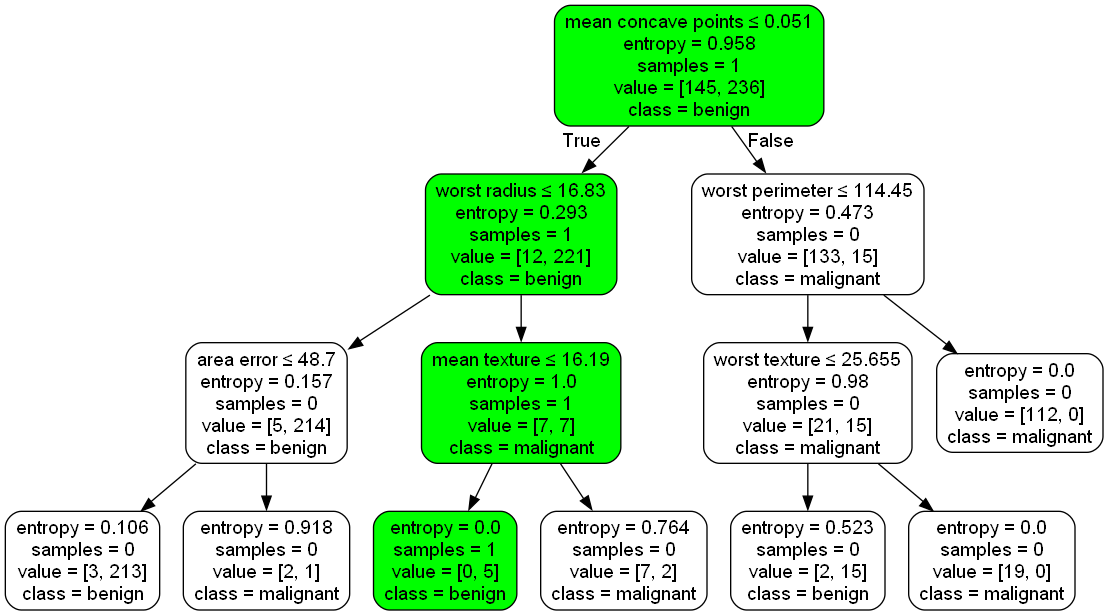 mean concave points ≤ 0.051
entropy = 0.958
samples = 1
value = [145, 236]
class = benign
True
False
worst radius ≤ 16.83
entropy = 0.293
samples = 1
value = [12, 221]
class = benign
worst perimeter ≤ 114.45
entropy = 0.473
samples = 0
value = [133, 15]
class = malignant
area error ≤ 48.7
entropy = 0.157
samples = 0
value = [5, 214]
class = benign
mean texture ≤ 16.19
entropy = 1.0
samples = 1
value = [7, 7]
class = malignant
worst texture ≤ 25.655
entropy = 0.98
samples = 0
value = [21, 15]
class = malignant
entropy = 0.0
samples = 0
value = [112, 0]
class = malignant
entropy = 0.106
samples = 0
value = [3, 213]
class = benign
entropy = 0.918
samples = 0
value = [2, 1]
class = malignant
entropy = 0.0
samples = 1
value = [0, 5]
class = benign
entropy = 0.764
samples = 0
value = [7, 2]
class = malignant
entropy = 0.523
samples = 0
value = [2, 15]
class = benign
entropy = 0.0
samples = 0
value = [19, 0]
class = malignant